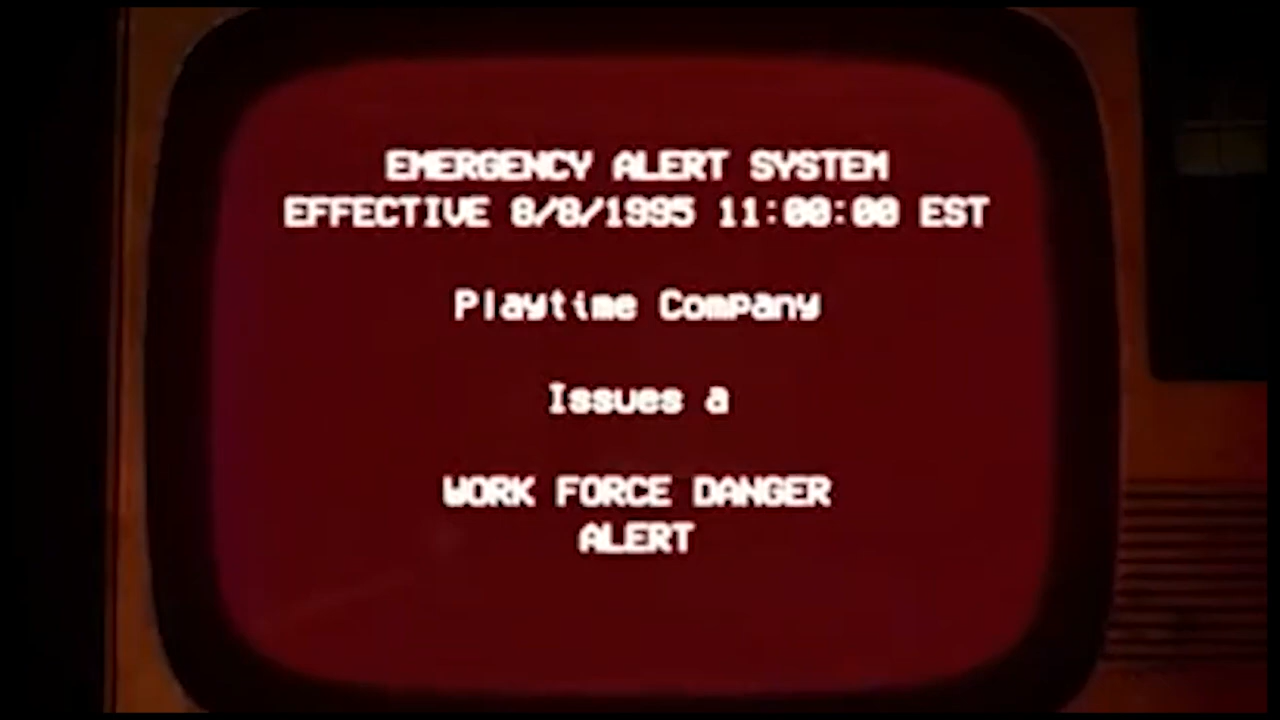 EMERGENCY ALERT SYSTEM
EFFECTIVE 8/8/1995 11:00:00 EST
Playtime Company
Issues a
WORK FORCE DANGER
ALERT